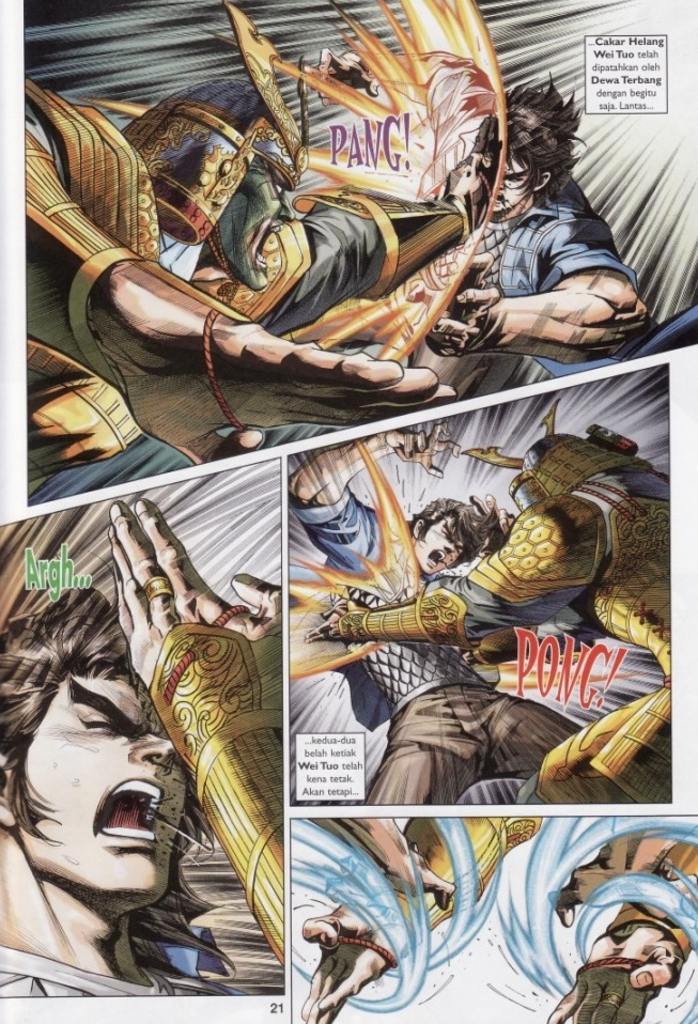 ...Cakar Helang
Wei Tuo telah
dipatahkan oleh
Dewa Terbang
dengan begitu
saja. Lantas...
PANG!
Argh...
PONG!
...kedua-dua
belah ketiak
Wei Tuo telah
kena tetak.
Akan tetapi...
21